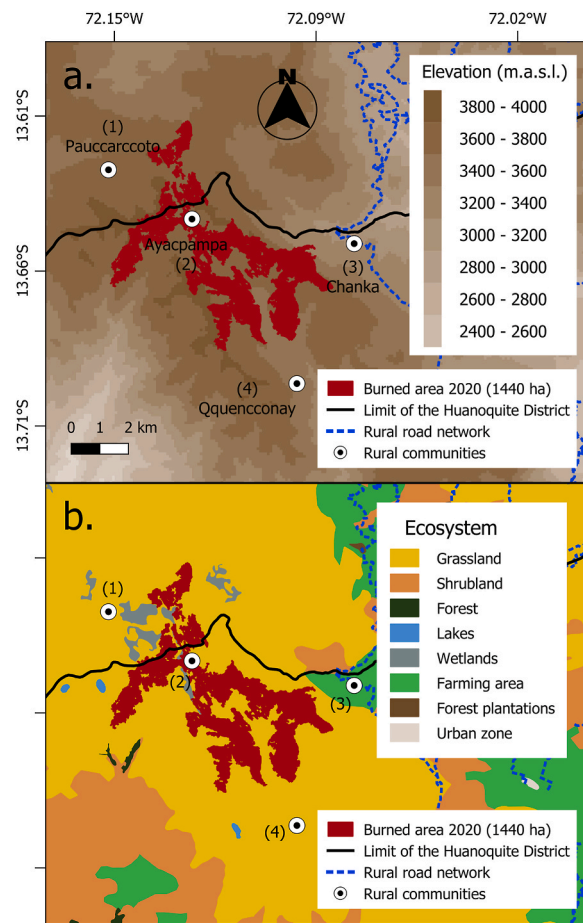 72.15°W
72.09°W
72.02°W
a.
N
13.61°S
13.66°S
13.71°S
(1)
Pauccarccoto
Ayacpampa
(2)
(3)
Chanka
(4)
Qquencconay
0 1 2 km
Elevation (m.a.s.l.)
3800 - 4000
3600 - 3800
3400 - 3600
3200 - 3400
3000 - 3200
2800 - 3000
2600 - 2800
2400 - 2600
Burned area 2020 (1440 ha)
Limit of the Huanoquite District
Rural road network
Rural communities
b.
(1)
(2)
(3)
(4)
Ecosystem
Grassland
Shrubland
Forest
Lakes
Wetlands
Farming area
Forest plantations
Urban zone
Burned area 2020 (1440 ha)
Limit of the Huanoquite District
Rural road network
Rural communities